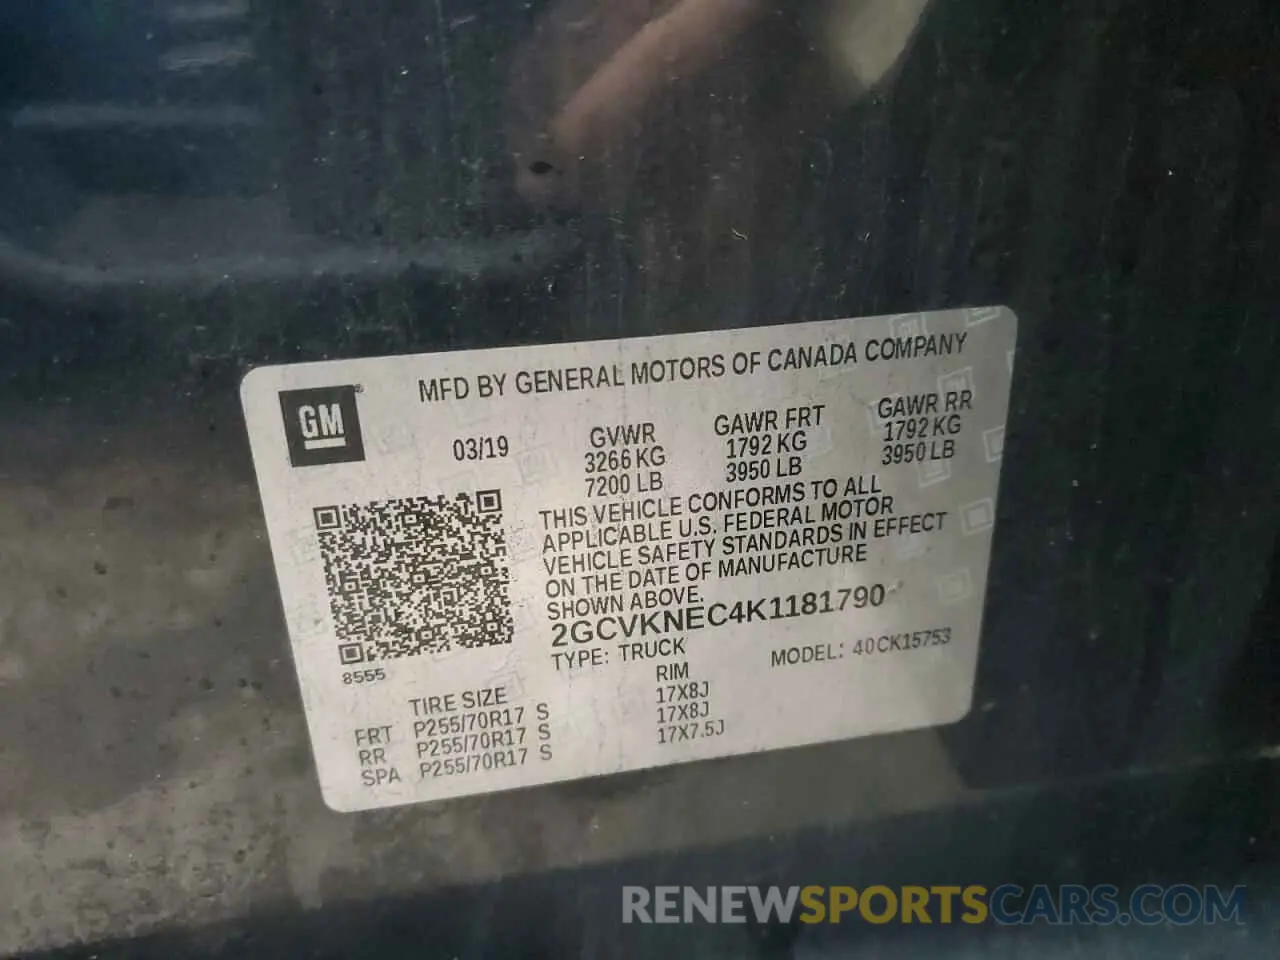 MFD BY GENERAL MOTORS OF CANADA COMPANY
GM®
03/19
GVWR
3266 KG
7200 LB
GAWR FRT
1792 KG
3950 LB
GAWR RR
1792 KG
3950 LB
THIS VEHICLE CONFORMS TO ALL
APPLICABLE U.S. FEDERAL MOTOR
VEHICLE SAFETY STANDARDS IN EFFECT
ON THE DATE OF MANUFACTURE
SHOWN ABOVE.
2GCVKNEC4K1181790
TYPE: TRUCK
MODEL: 40CK15753
8555
TIRE SIZE RIM
FRT P255/70R17 S 17X8J
RR P255/70R17 S 17X8J
SPA P255/70R17 S 17X7.5J
RENEWSPORTSCARS.COM